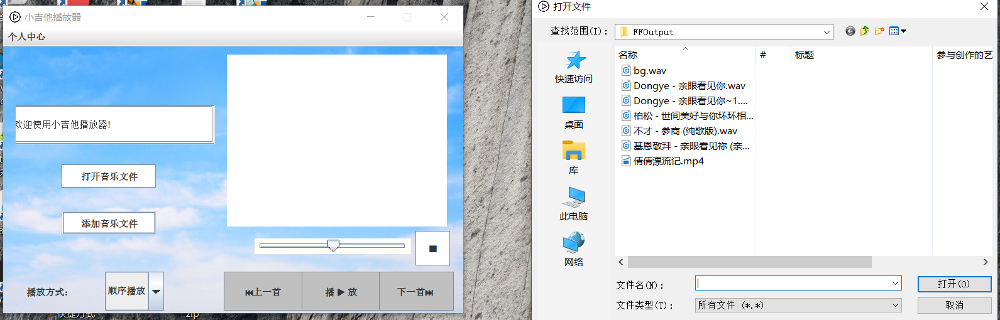 小吉他播放器
个人中心
欢迎使用小吉他播放器!
打开音乐文件
添加音乐文件
播放方式:
顺序播放
⏮上一首
播 ▶ 放
下一首⏭
■
快捷方式
zip
打开文件
查找范围(I):
FFOutput
快速访问
桌面
库
此电脑
网络
名称
#
标题
参与创作的艺
bg.wav
Dongye - 亲眼看见你.wav
Dongye - 亲眼看见你~1....
柏松 - 世间美好与你环环相...
不才 - 参商 (纯歌版).wav
基恩敬拜 - 亲眼看见祢 (亲...
倩倩漂流记.mp4
文件名(N):
打开(O)
文件类型(T):
所有文件 (*.*)
取消